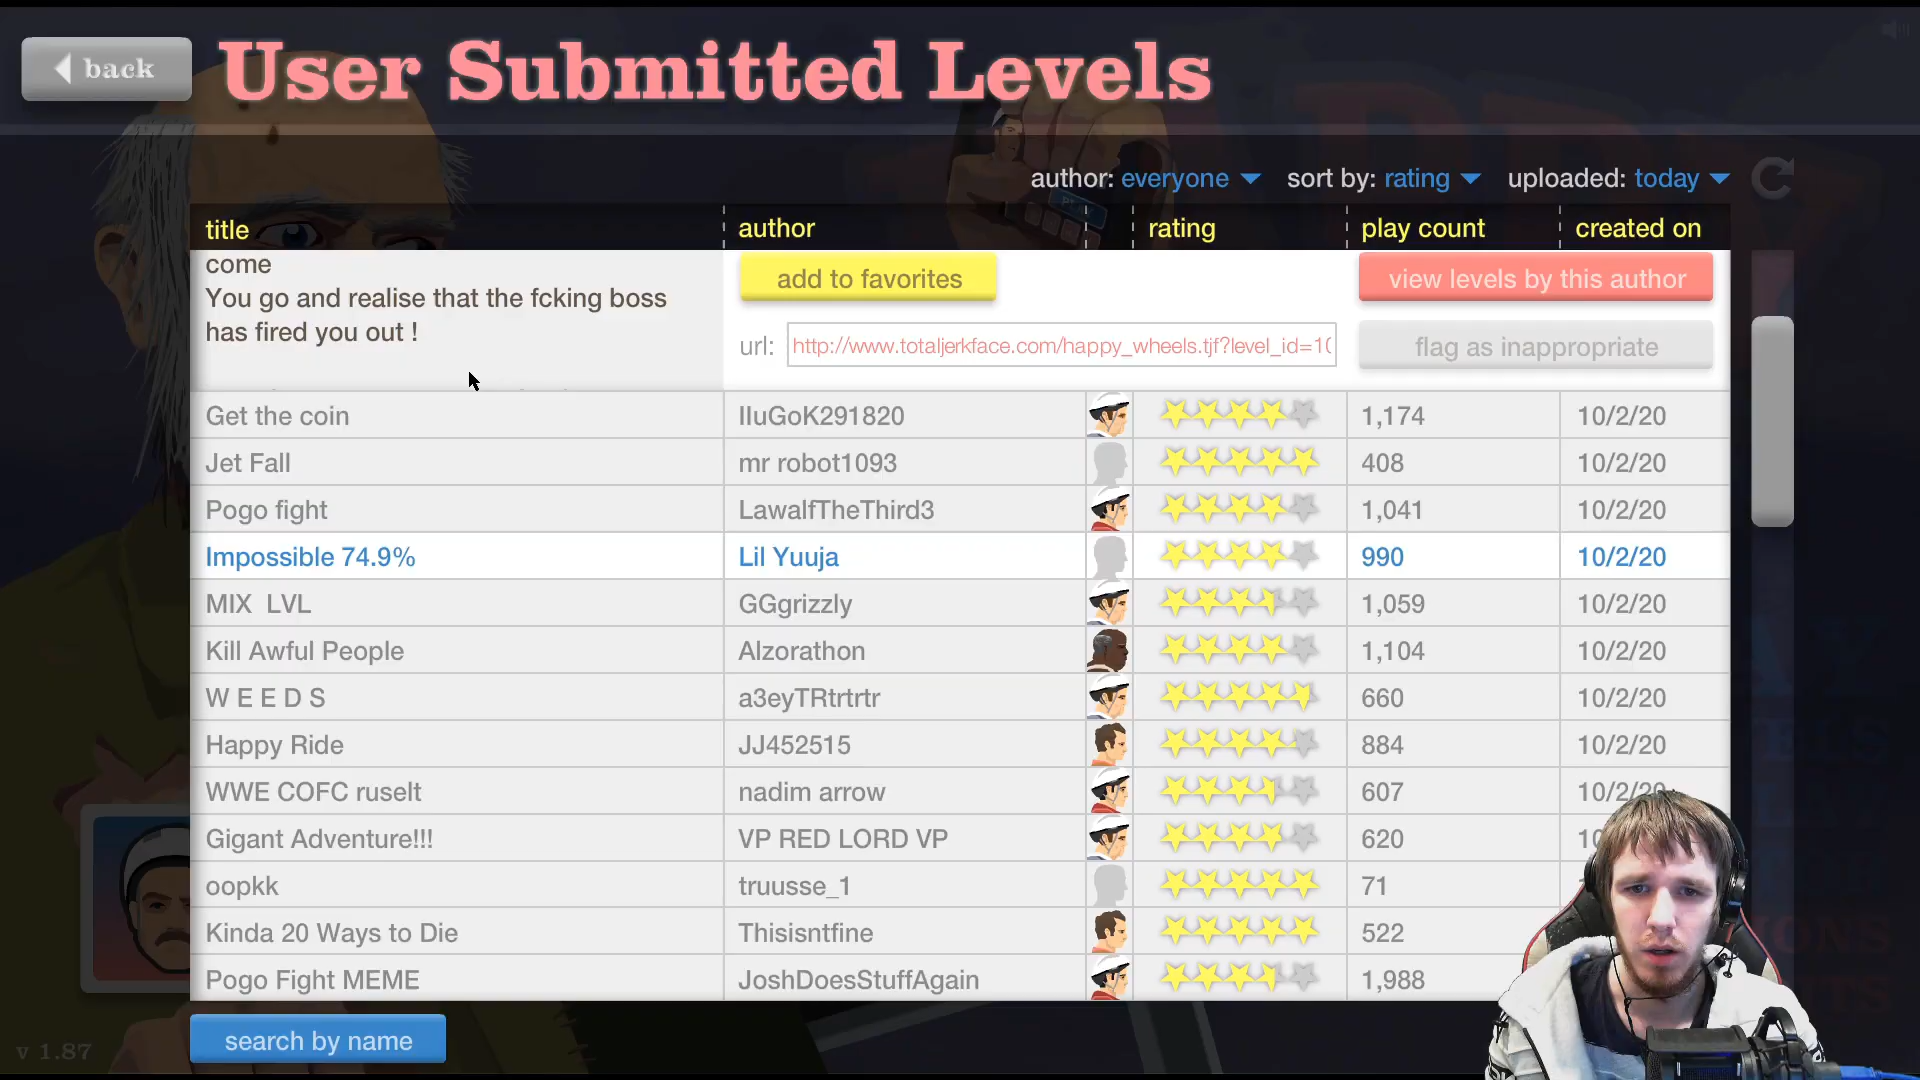 back
User Submitted Levels
author: everyone sort by: rating uploaded: today
title author rating play count created on
come
You go and realise that the fcking boss
has fired you out !
add to favorites
view levels by this author
url: http://www.totaljerkface.com/happy_wheels.tjf?level_id=1(
flag as inappropriate
Get the coin IIuGoK291820 1,174 10/2/20
Jet Fall mr robot1093 408 10/2/20
Pogo fight LawalfTheThird3 1,041 10/2/20
Impossible 74.9% Lil Yuuja 990 10/2/20
MIX LVL GGgrizzly 1,059 10/2/20
Kill Awful People Alzorathon 1,104 10/2/20
W E E D S a3eyTRtrtrtr 660 10/2/20
Happy Ride JJ452515 884 10/2/20
WWE COFC ruselt nadim arrow 607 10/2/20
Gigant Adventure!!! VP RED LORD VP 620 10
oopkk truusse_1 71
Kinda 20 Ways to Die Thisisntfine 522
Pogo Fight MEME JoshDoesStuffAgain 1,988
search by name
v 1.87